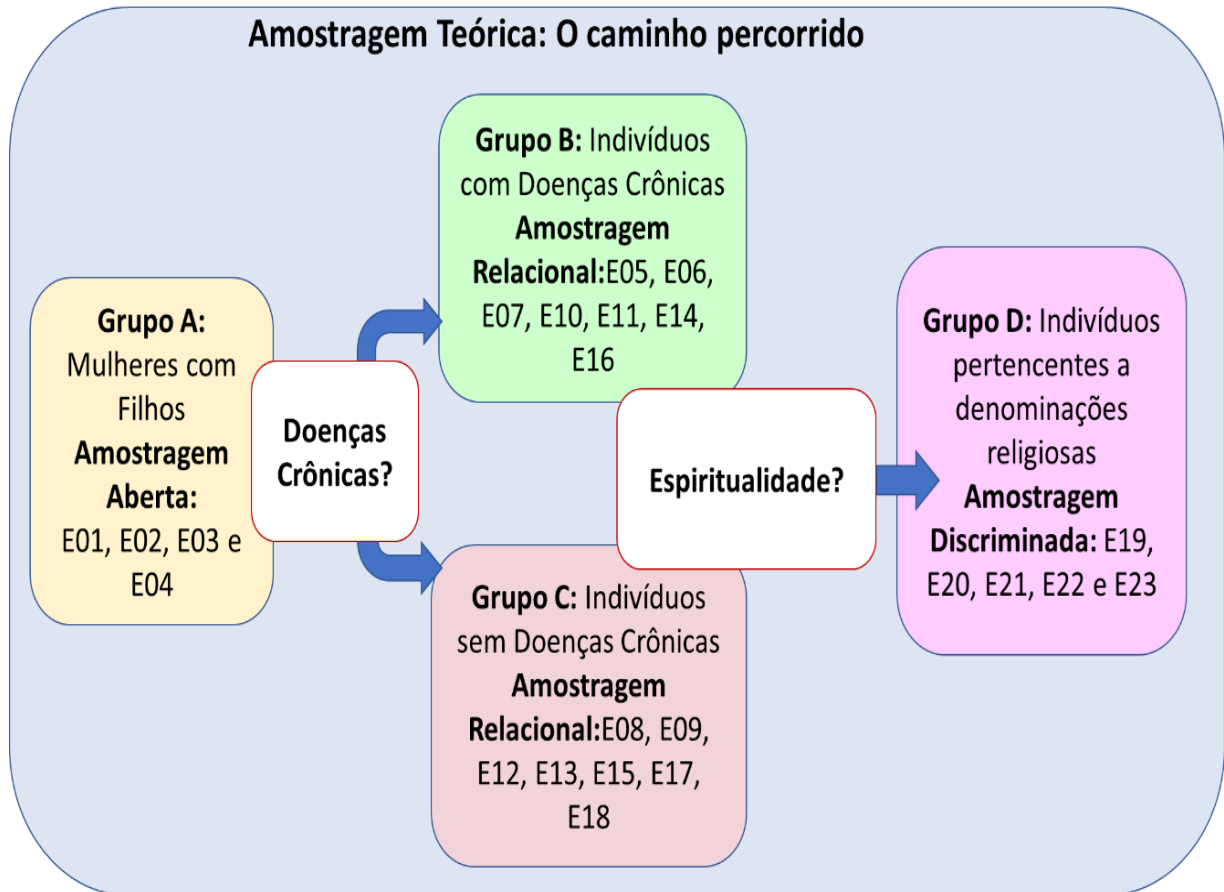 Amostragem Teórica: O caminho percorrido
Grupo A:
Mulheres com
Filhos
Amostragem
Aberta:
E01, E02, E03 e
E04
Doenças
Crônicas?
Grupo B: Indivíduos
com Doenças Crônicas
Amostragem
Relacional:E05, E06,
E07, E10, E11, E14,
E16
Grupo C: Indivíduos
sem Doenças Crônicas
Amostragem
Relacional:E08, E09,
E12, E13, E15, E17,
E18
Espiritualidade?
Grupo D: Indivíduos
pertencentes a
denominações
religiosas
Amostragem
Discriminada: E19,
E20, E21, E22 e E23